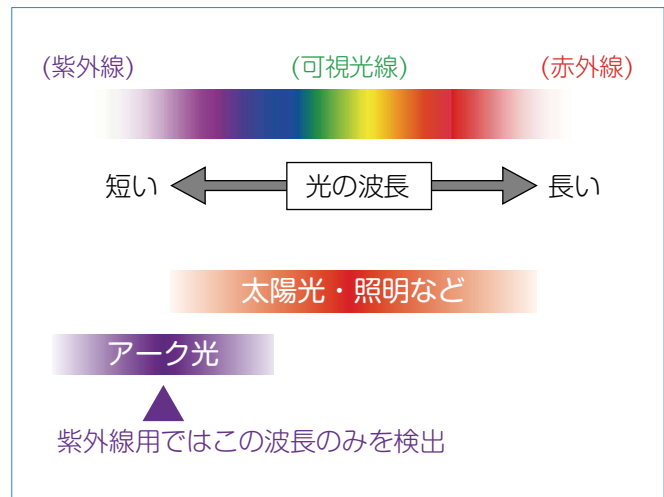 (紫外線) (可視光線) (赤外線)
短い 光の波長 長い
太陽光・照明など
アーク光
紫外線用ではこの波長のみを検出